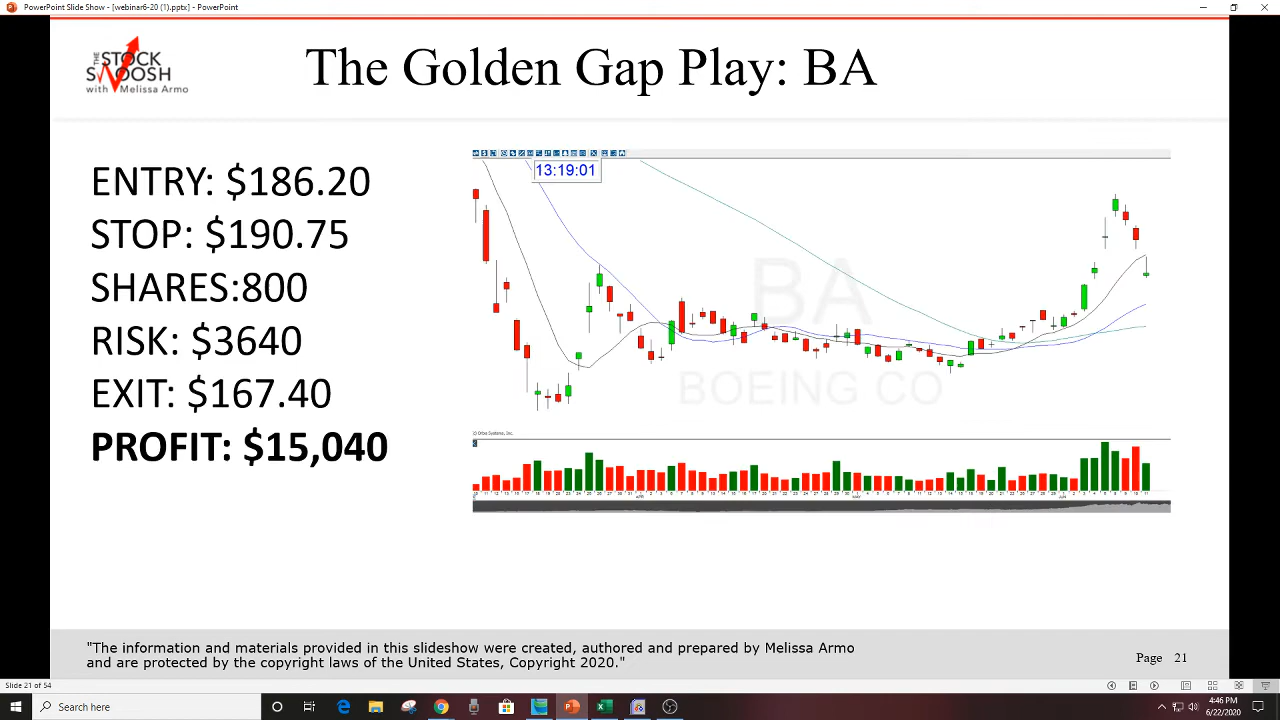 PowerPoint Slide Show - [webinar6-20 (1).pptx] - PowerPoint
THE
STOCK
SWOOSH
with Melissa Armo
The Golden Gap Play: BA
ENTRY: $186.20
STOP: $190.75
SHARES:800
RISK: $3640
EXIT: $167.40
PROFIT: $15,040
13:19:01
BA
BOEING CO
"The information and materials provided in this slideshow were created, authored and prepared by Melissa Armo
and are protected by the copyright laws of the United States, Copyright 2020."
Page 21
Slide 21 of 54
Search here
4:46 PM
6/22/2020